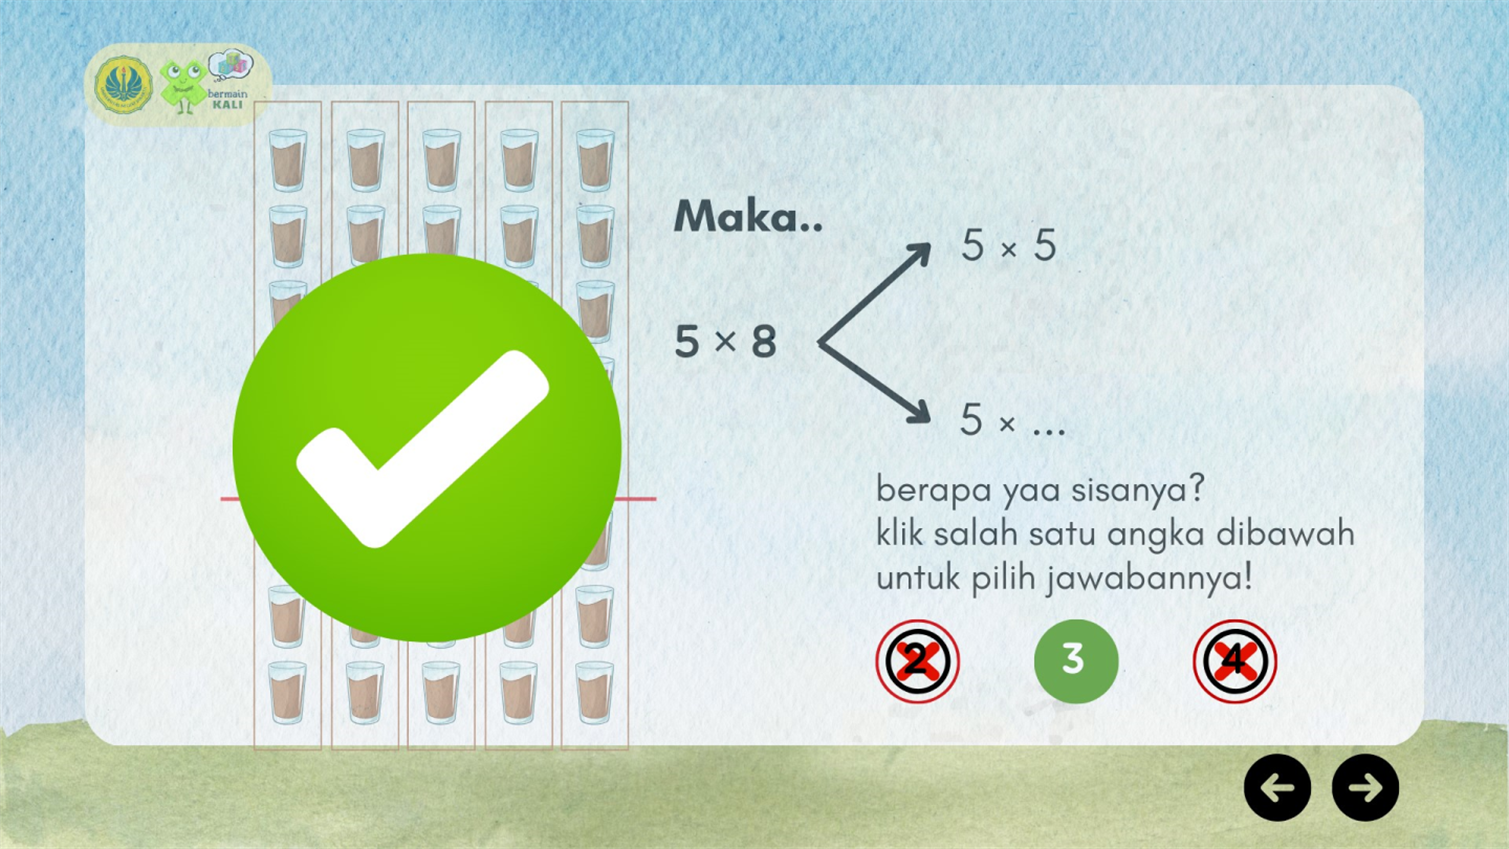 bermain
KALI
Maka..
5 × 8
5 × 5
5 × ...
berapa yaa sisanya?
klik salah satu angka dibawah
untuk pilih jawabannya!
2 3 4